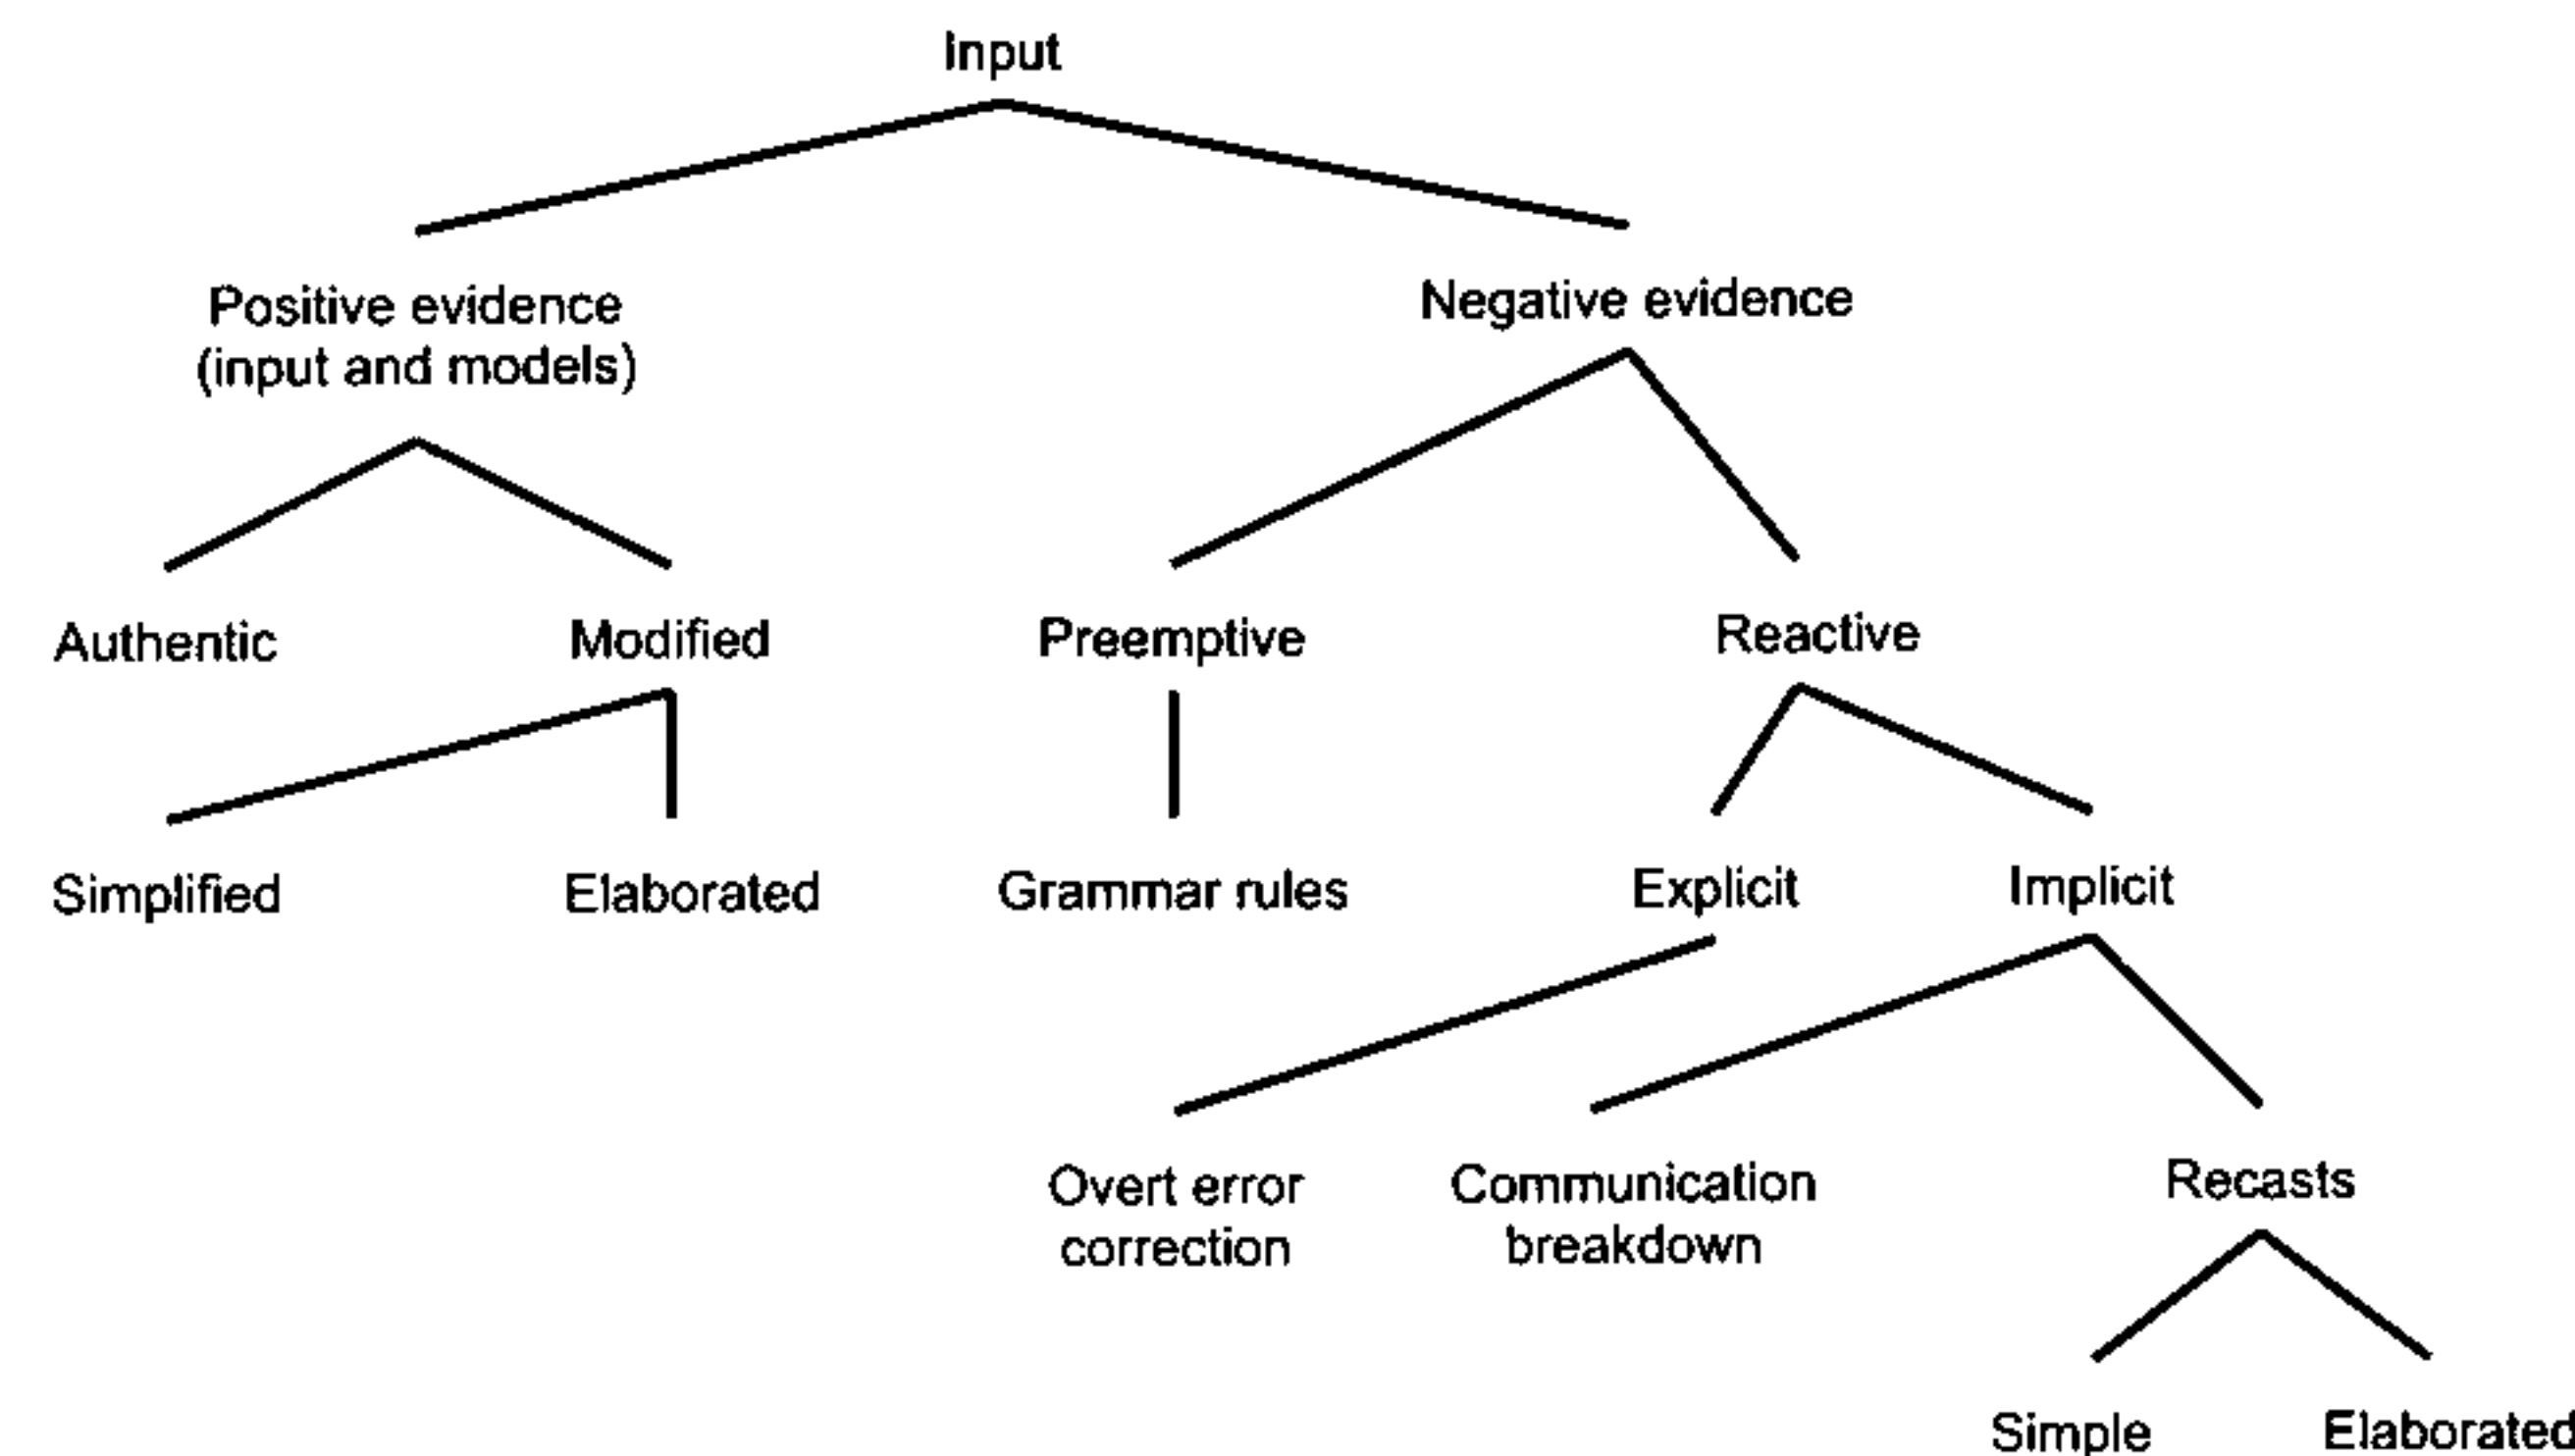 Input
Positive evidence
(input and models)
Negative evidence
Authentic
Modified
Preemptive
Reactive
Simplified
Elaborated
Grammar rules
Explicit
Implicit
Overt error
correction
Communication
breakdown
Recasts
Simple
Elaborated